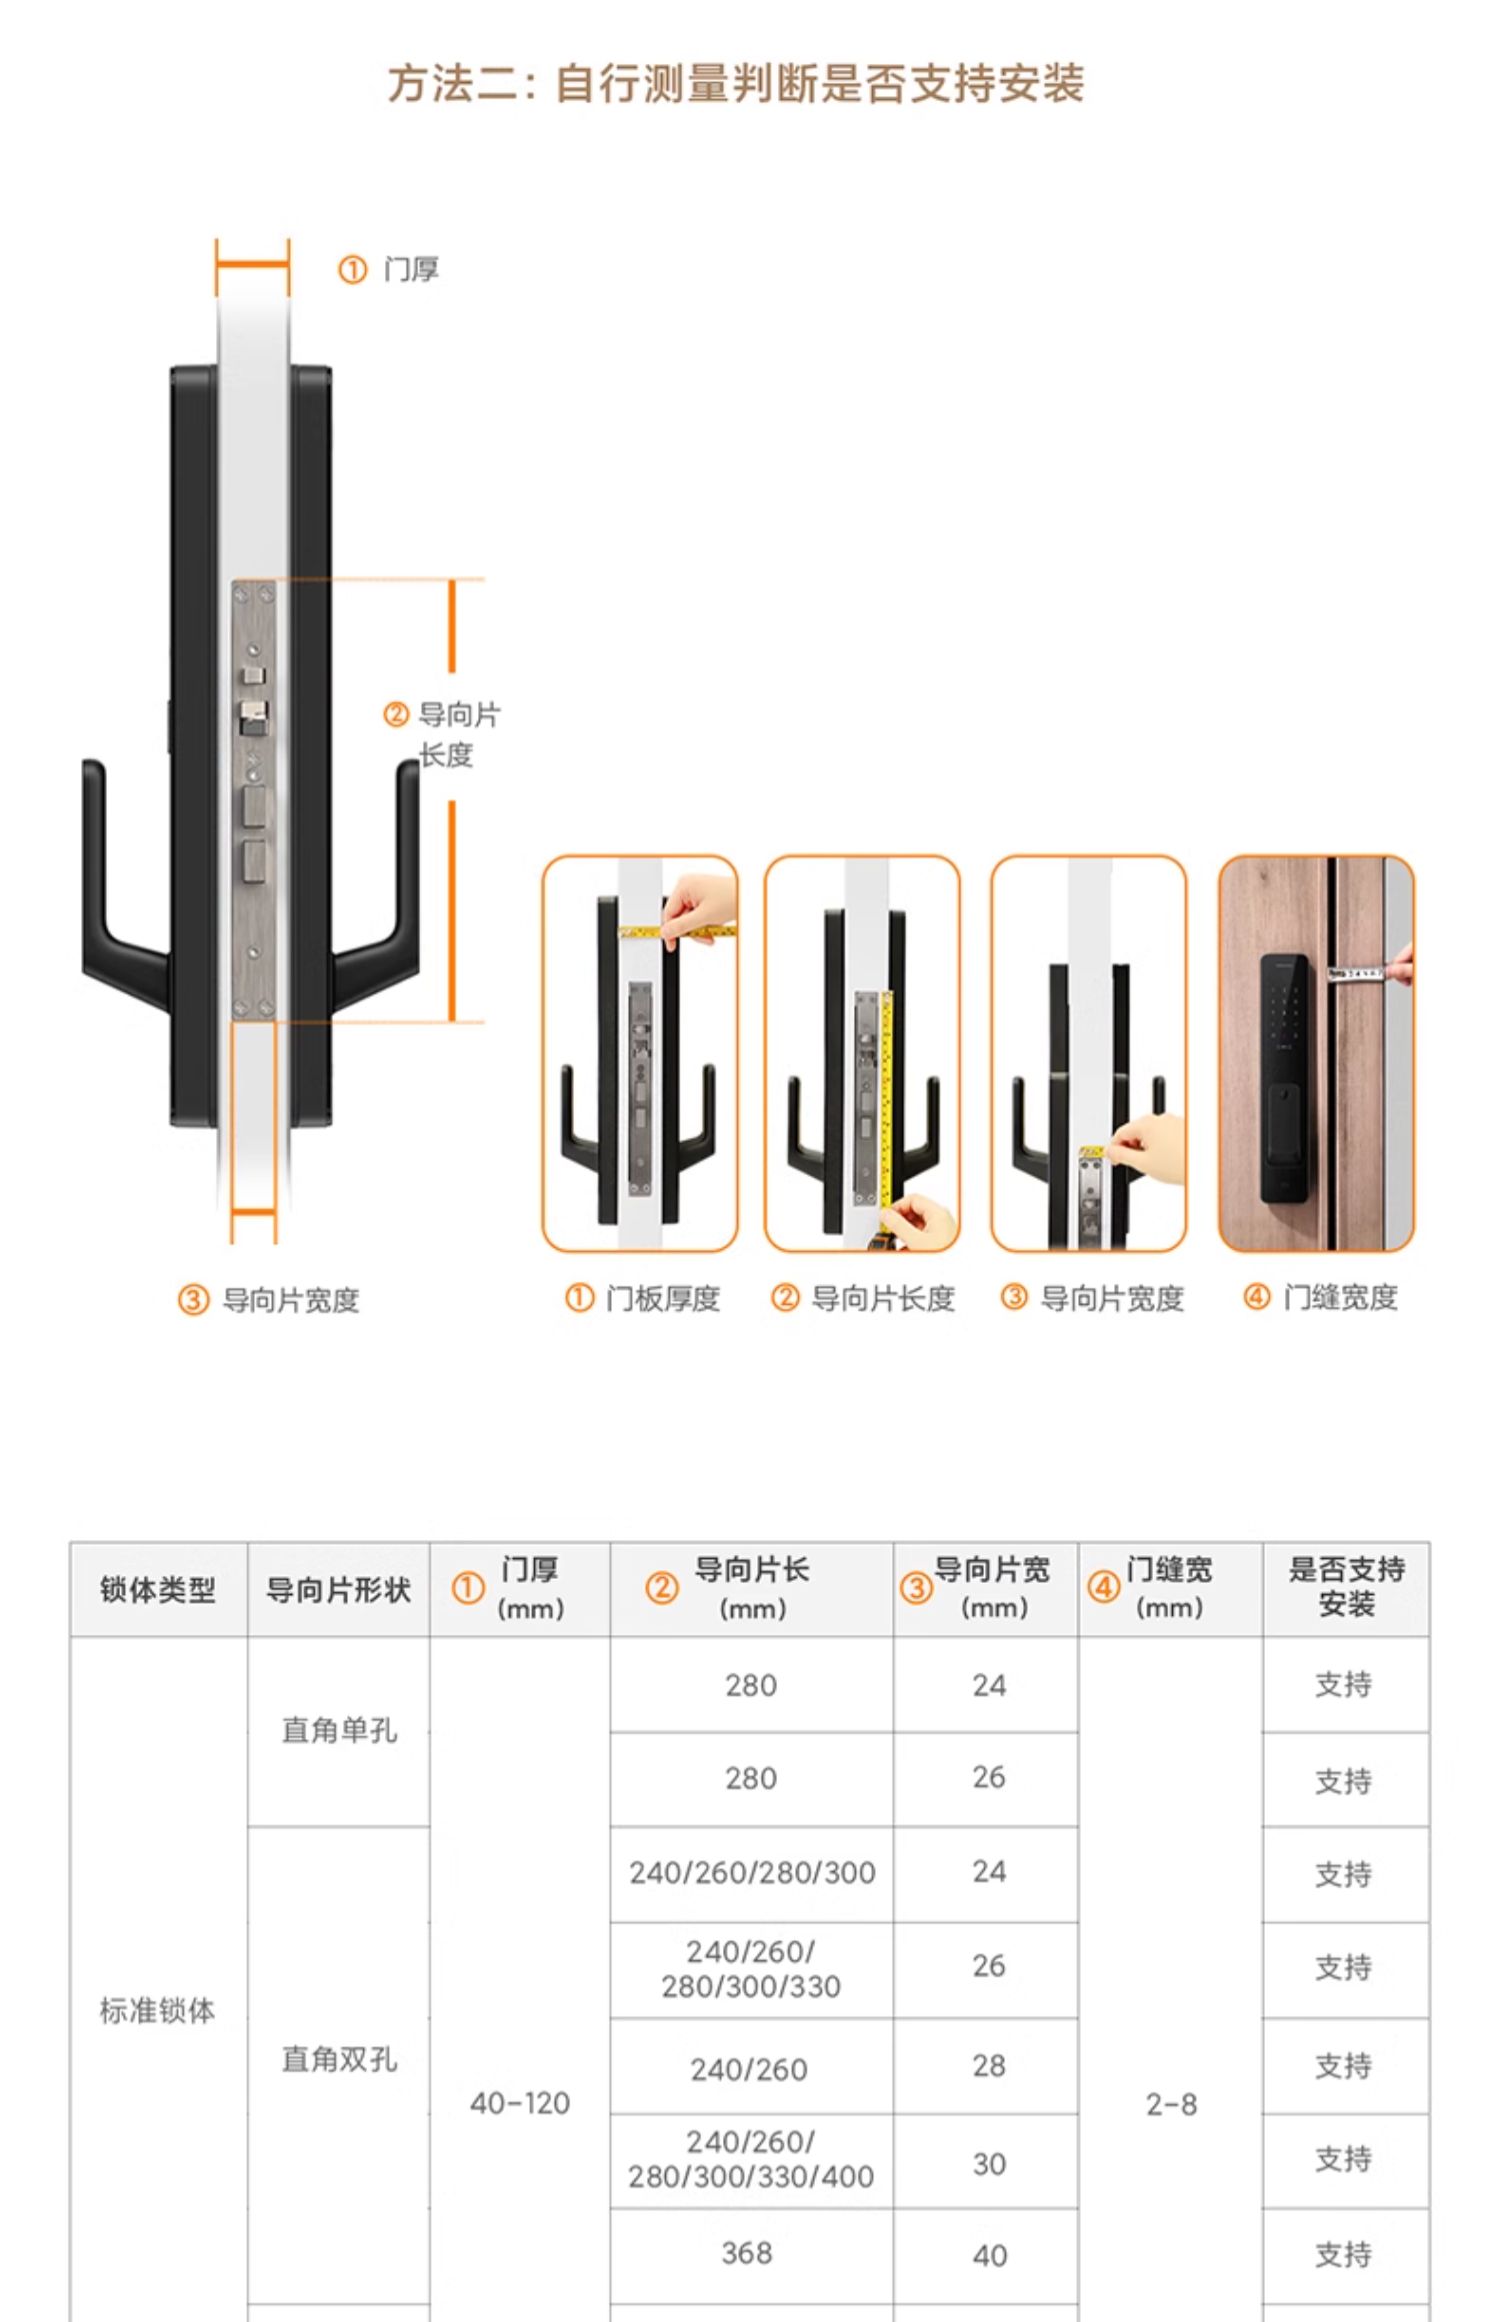 方法二：自行测量判断是否支持安装
① 门厚
② 导向片
长度
③ 导向片宽度
① 门板厚度
② 导向片长度
③ 导向片宽度
④ 门缝宽度
锁体类型
导向片形状
① 门厚
(mm)
② 导向片长
(mm)
③ 导向片宽
(mm)
④ 门缝宽
(mm)
是否支持
安装
标准锁体
直角单孔
40-120
280
24
2-8
支持
280
26
支持
直角双孔
240/260/280/300
24
支持
240/260/
280/300/330
26
支持
240/260
28
支持
240/260/
280/300/330/400
30
支持
368
40
支持